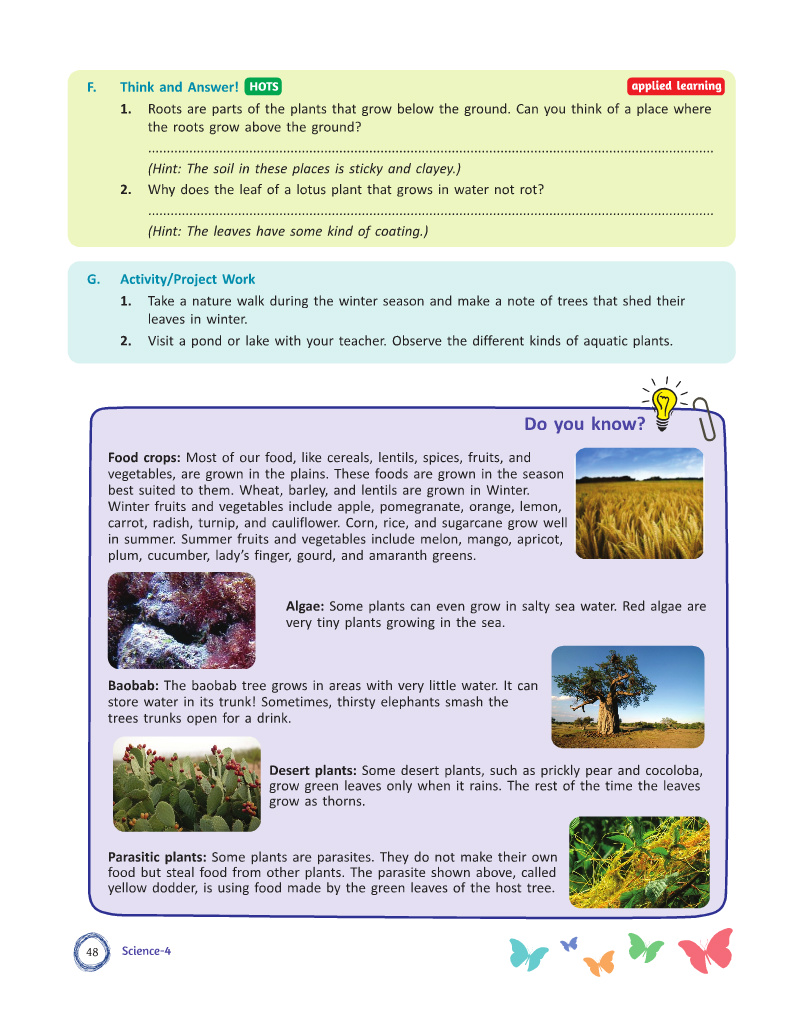 F. Think and Answer! HOTS applied learning
1. Roots are parts of the plants that grow below the ground. Can you think of a place where
the roots grow above the ground?
(Hint: The soil in these places is sticky and clayey.)
2. Why does the leaf of a lotus plant that grows in water not rot?
(Hint: The leaves have some kind of coating.)
G. Activity/Project Work
1. Take a nature walk during the winter season and make a note of trees that shed their
leaves in winter.
2. Visit a pond or lake with your teacher. Observe the different kinds of aquatic plants.
Do you know?
Food crops: Most of our food, like cereals, lentils, spices, fruits, and
vegetables, are grown in the plains. These foods are grown in the season
best suited to them. Wheat, barley, and lentils are grown in Winter.
Winter fruits and vegetables include apple, pomegranate, orange, lemon,
carrot, radish, turnip, and cauliflower. Corn, rice, and sugarcane grow well
in summer. Summer fruits and vegetables include melon, mango, apricot,
plum, cucumber, lady's finger, gourd, and amaranth greens.
Algae: Some plants can even grow in salty sea water. Red algae are
very tiny plants growing in the sea.
Baobab: The baobab tree grows in areas with very little water. It can
store water in its trunk! Sometimes, thirsty elephants smash the
trees trunks open for a drink.
Desert plants: Some desert plants, such as prickly pear and cocoloba,
grow green leaves only when it rains. The rest of the time the leaves
grow as thorns.
Parasitic plants: Some plants are parasites. They do not make their own
food but steal food from other plants. The parasite shown above, called
yellow dodder, is using food made by the green leaves of the host tree.
48 Science-4